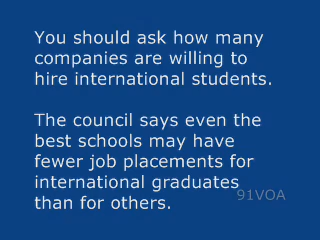 You should ask how many
companies are willing to
hire international students.
The council says even the
best schools may have
fewer job placements for
international graduates
than for others.
91VOA